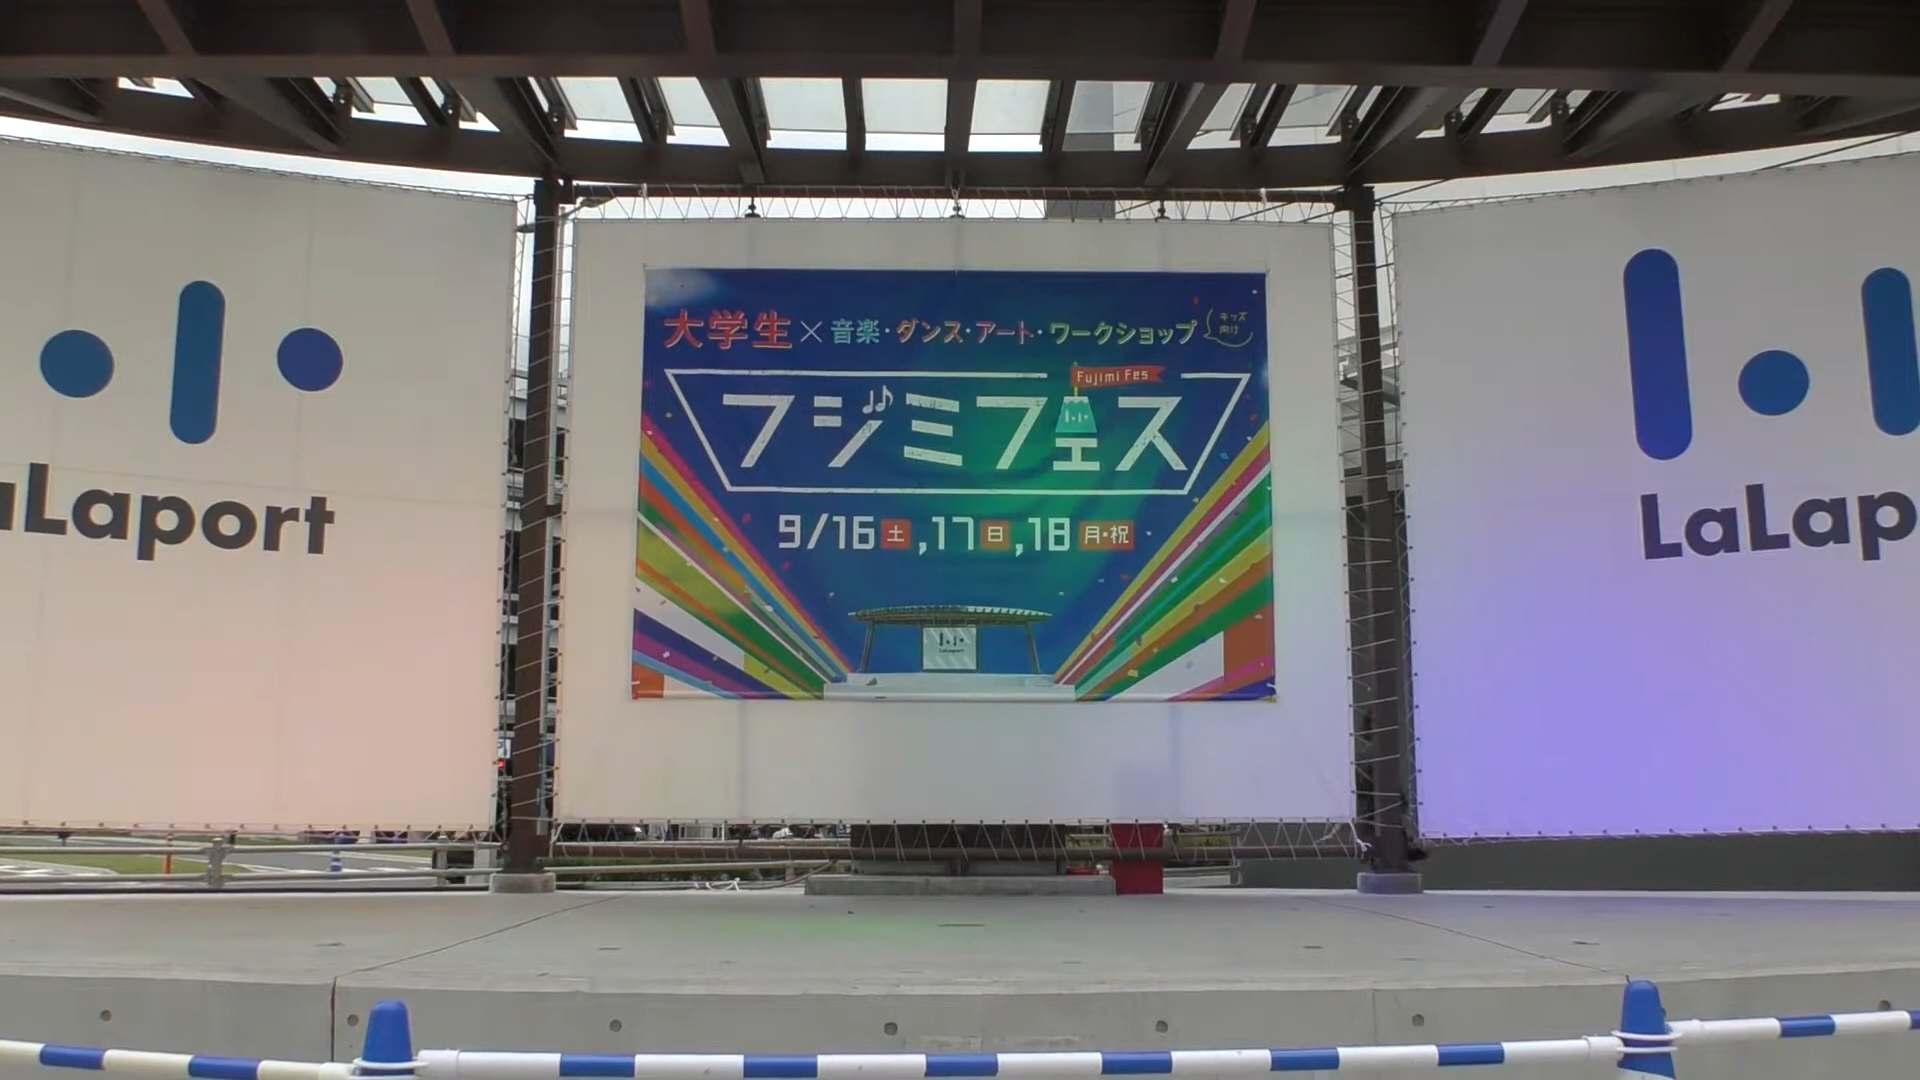 大学生×音楽・ダンス・アート・ワークショップ
キッズ
向け
Fujimi Fes
フジミフェス
9/16土,17日,18月・祝
LaLaport
aLaport
LaLap